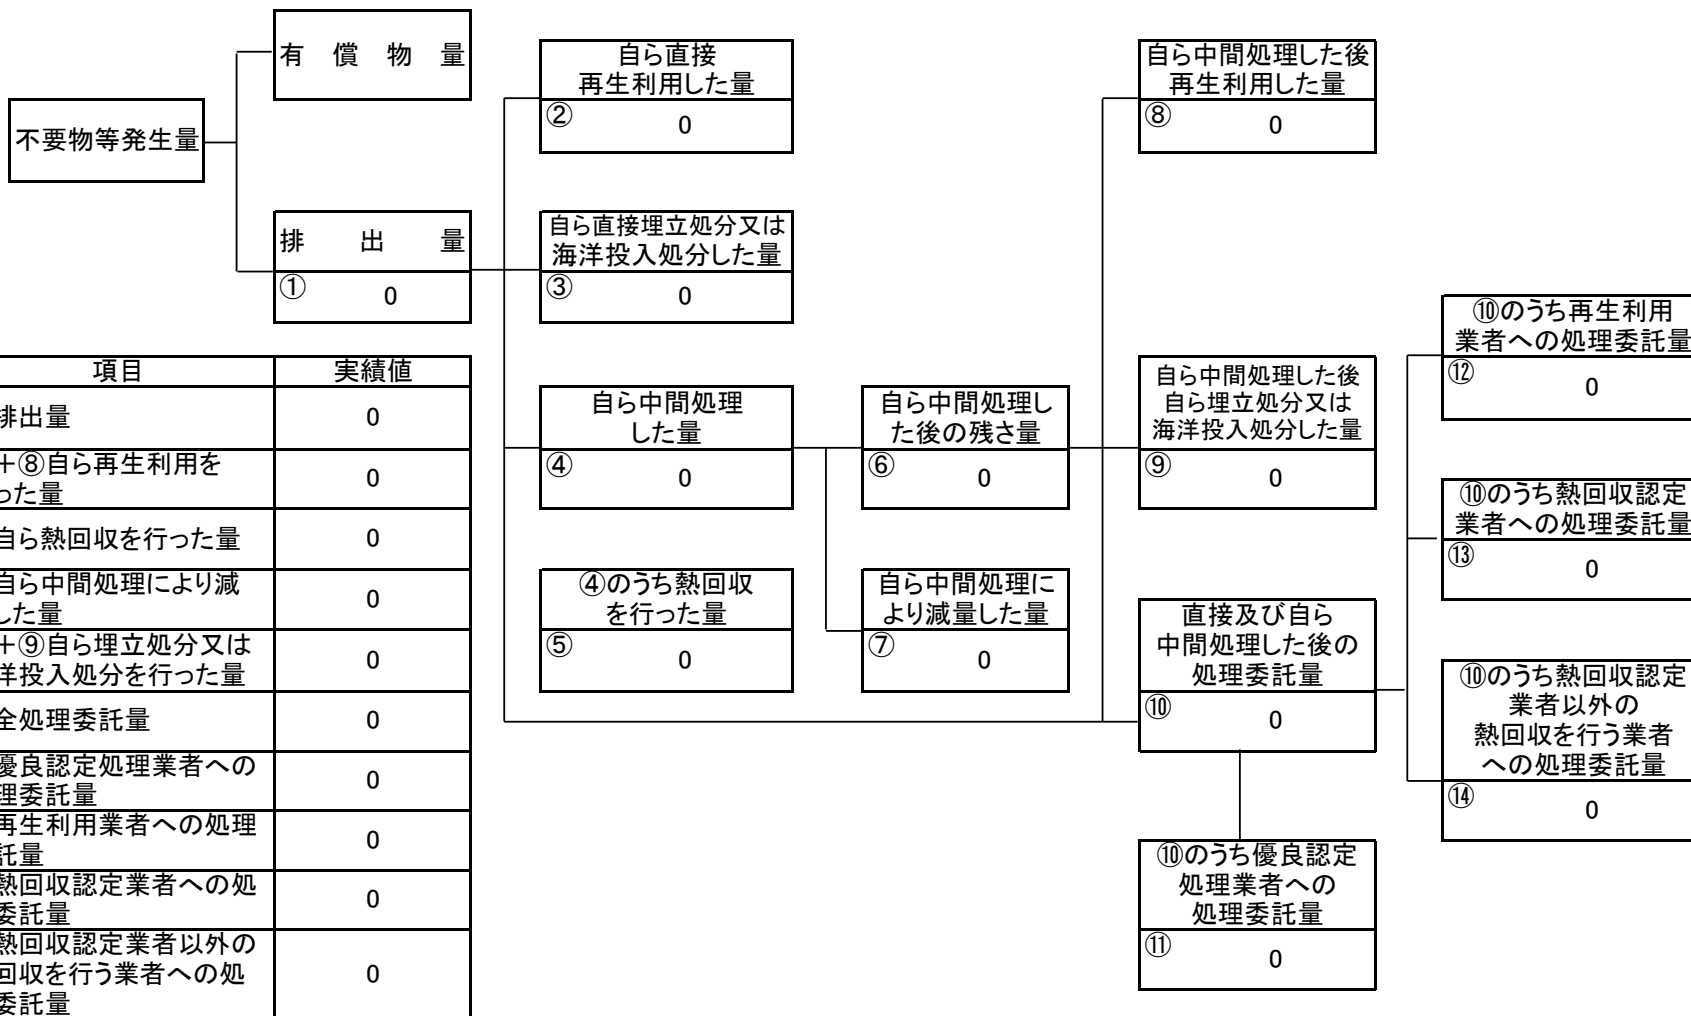 不要物等発生量
有 償 物 量
排 出 量
① 0
自ら直接
再生利用した量
② 0
自ら直接埋立処分又は
海洋投入処分した量
③ 0
自ら中間処理
した量
④ 0
④のうち熱回収
を行った量
⑤ 0
自ら中間処理し
た後の残さ量
⑥ 0
自ら中間処理に
より減量した量
⑦ 0
自ら中間処理した後
再生利用した量
⑧ 0
自ら中間処理した後
自ら埋立処分又は
海洋投入処分した量
⑨ 0
直接及び自ら
中間処理した後の
処理委託量
⑩ 0
⑩のうち優良認定
処理業者への
処理委託量
⑪ 0
⑩のうち再生利用
業者への処理委託量
⑫ 0
⑩のうち熱回収認定
業者への処理委託量
⑬ 0
⑩のうち熱回収認定
業者以外の
熱回収を行う業者
への処理委託量
⑭ 0
項目 実績値
排出量 0
+⑧自ら再生利用を
った量 0
自ら熱回収を行った量 0
自ら中間処理により減
した量 0
+⑨自ら埋立処分又は
洋投入処分を行った量 0
全処理委託量 0
優良認定処理業者への
理委託量 0
再生利用業者への処理
託量 0
熱回収認定業者への処
委託量 0
熱回収認定業者以外の
回収を行う業者への処
委託量 0